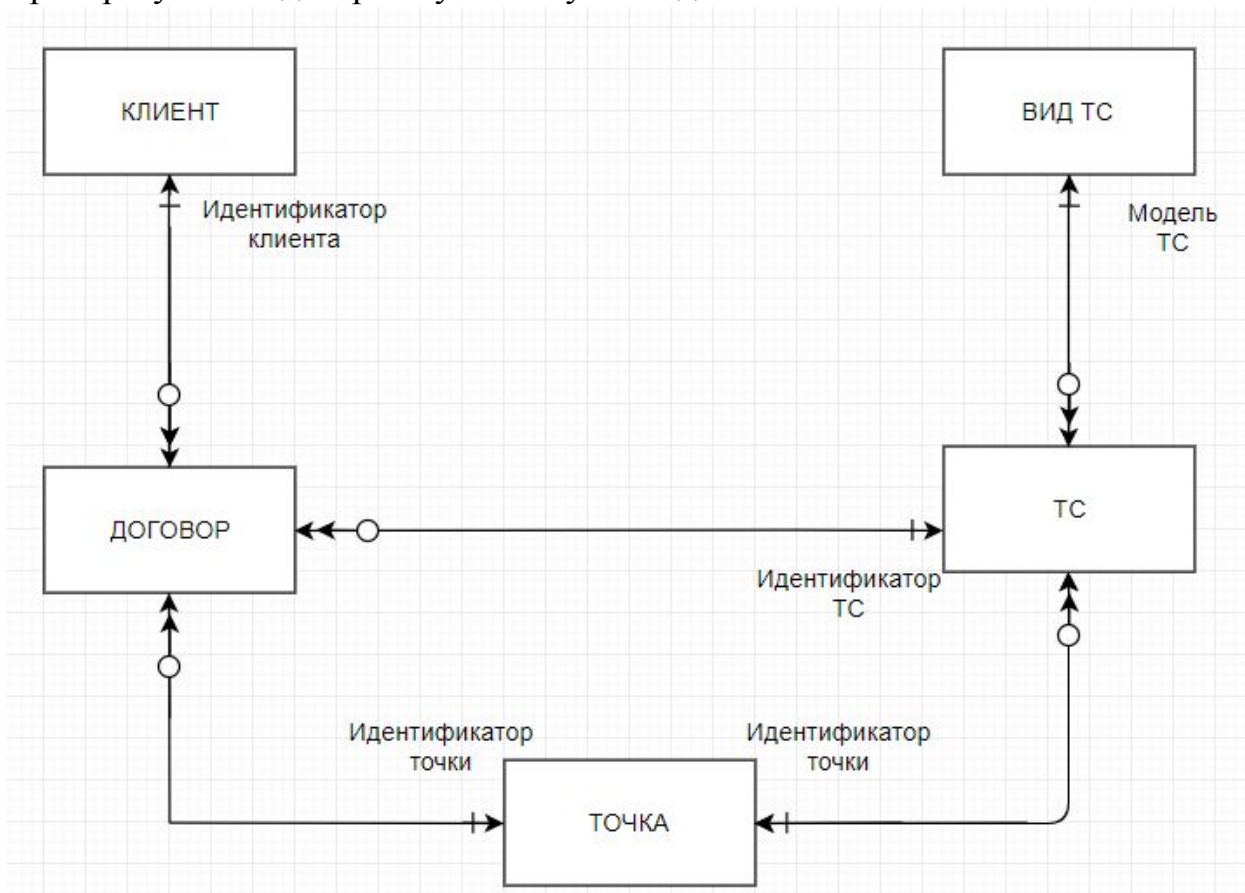 КЛИЕНТ
ВИД ТС
Идентификатор
клиента
Модель
ТС
ДОГОВОР
ТС
Идентификатор
ТС
Идентификатор
точки
Идентификатор
точки
ТОЧКА